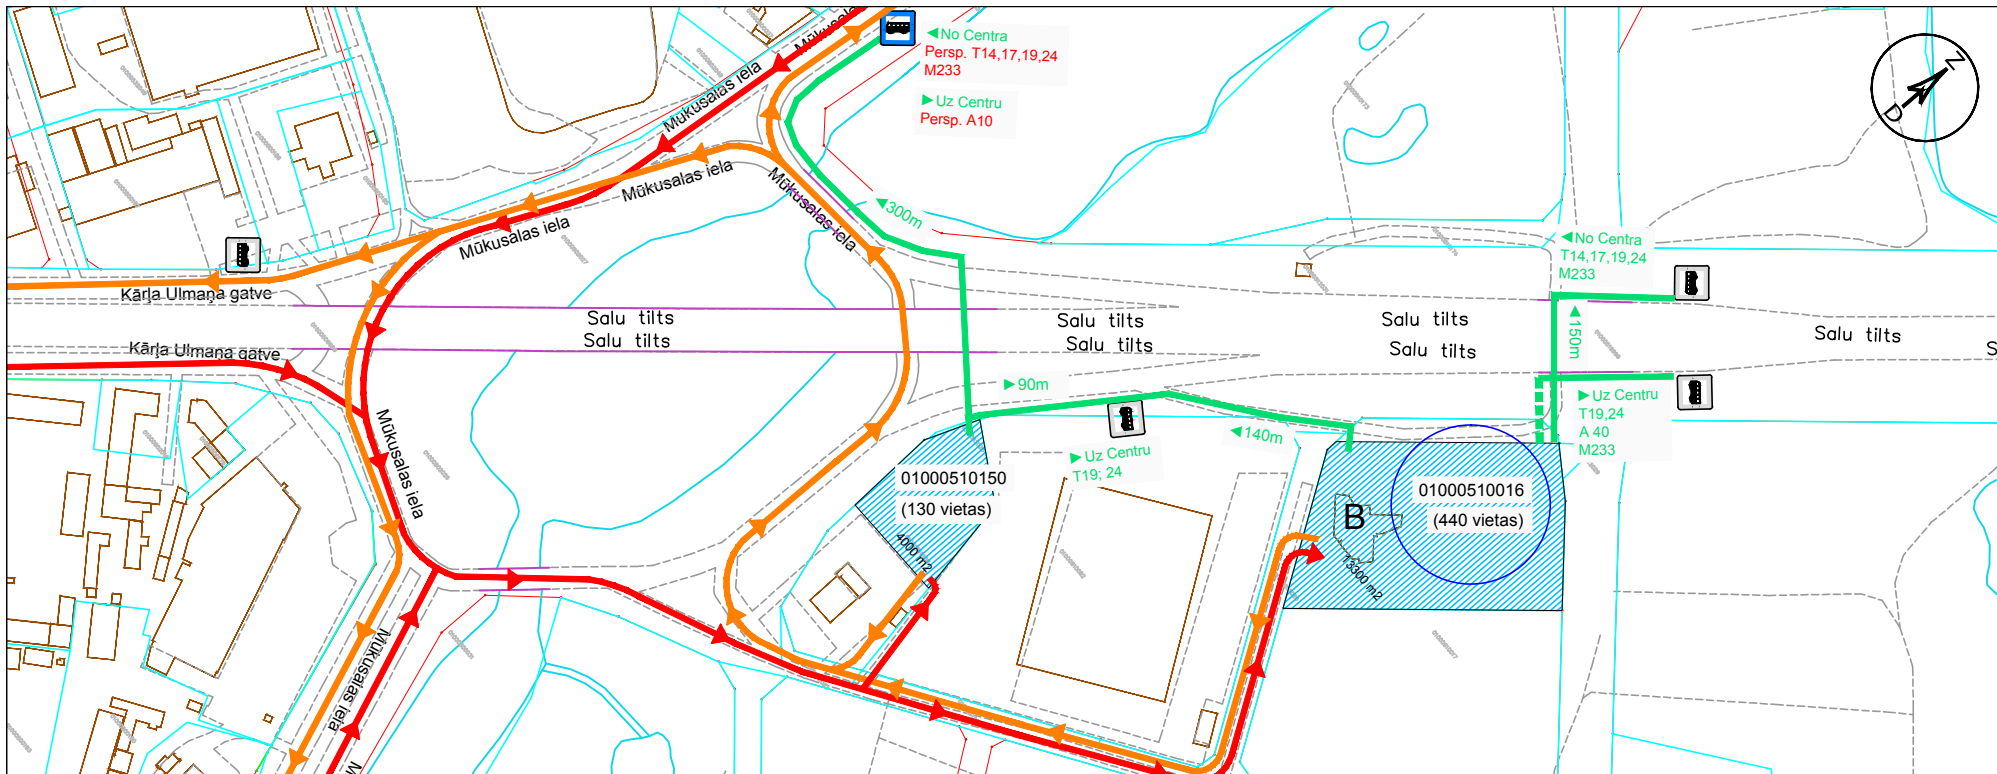 Mūkusalas iela
◄No Centra
Persp. T14,17,19,24
M233
►Uz Centru
Persp. A10
Z
D
Mūkusalas iela
Mūkusalas iela
Mūkusalas iela
Mūkusalas iela
◄300m
◄No Centra
T14,17,19,24
M233
Kārļa Ulmaņa gatve
Salu tilts
Salu tilts
Salu tilts
Salu tilts
Salu tilts
Salu tilts
Salu tilts
S
◄150m
Kārļa Ulmaņa gatve
►90m
►Uz Centru
T19,24
A 40
M233
◄140m
►Uz Centru
T19; 24
Mūkusalas iela
01000510150
(130 vietas)
4000 m2
B
01000510016
(440 vietas)
13300 m2
Mūkusalas iela
M